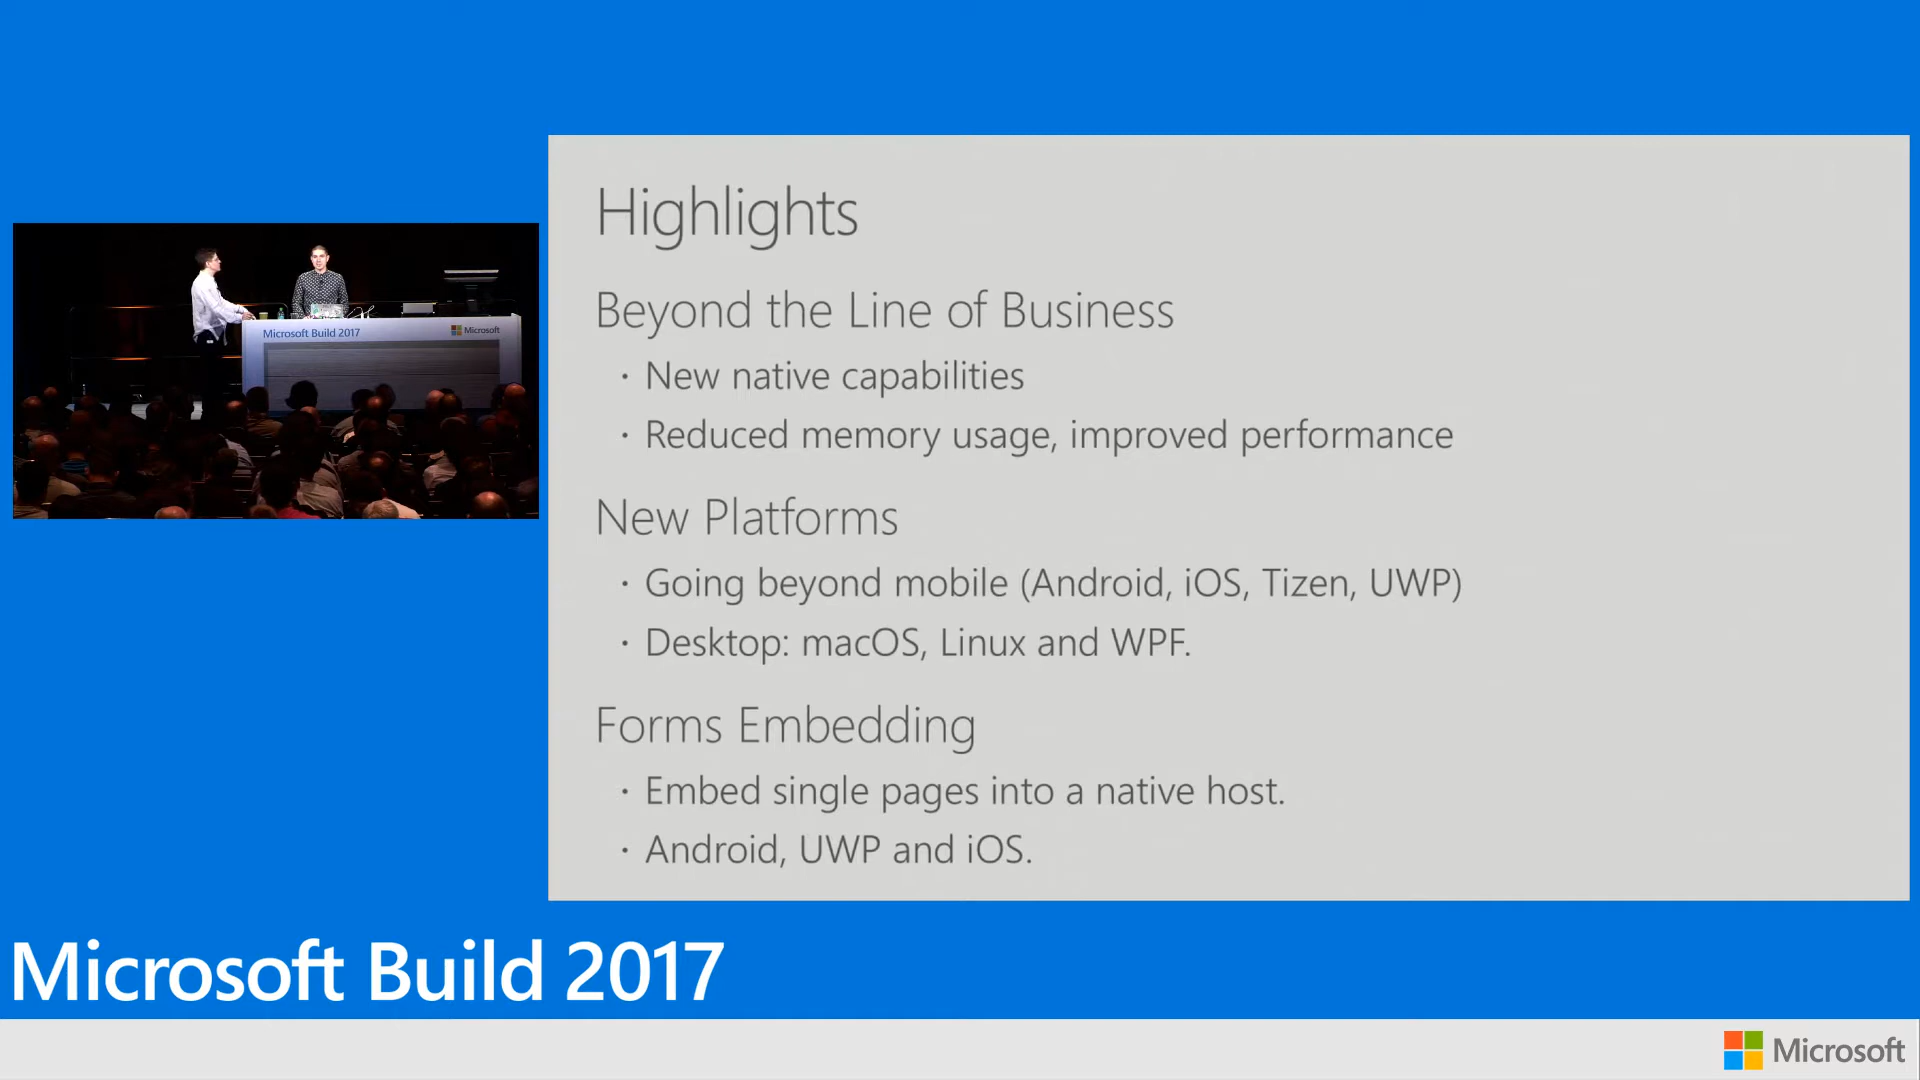 Highlights
Beyond the Line of Business
· New native capabilities
· Reduced memory usage, improved performance
New Platforms
· Going beyond mobile (Android, iOS, Tizen, UWP)
· Desktop: macOS, Linux and WPF.
Forms Embedding
· Embed single pages into a native host.
· Android, UWP and iOS.
Microsoft Build 2017
Microsoft
Microsoft Build 2017
Microsoft